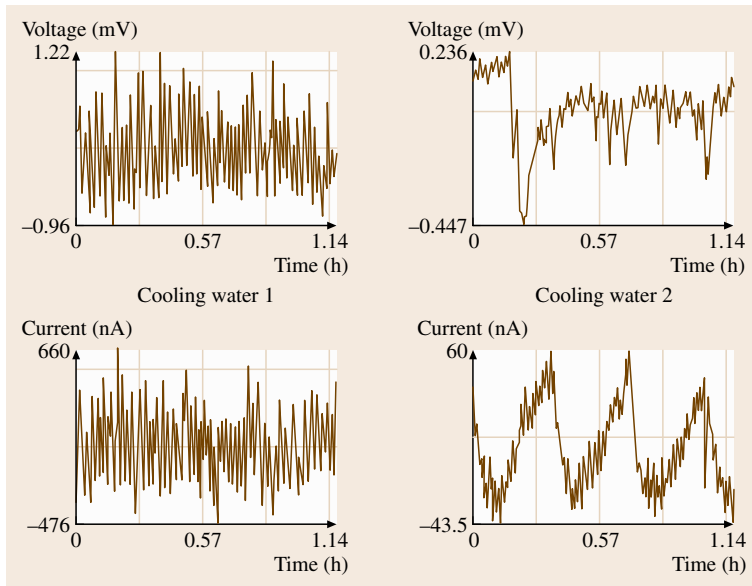 Voltage (mV)
1.22
–0.96
0
0.57
1.14
Time (h)
Voltage (mV)
0.236
–0.447
0
0.57
1.14
Time (h)
Cooling water 1
Cooling water 2
Current (nA)
660
–476
0
0.57
1.14
Time (h)
Current (nA)
60
–43.5
0
0.57
1.14
Time (h)